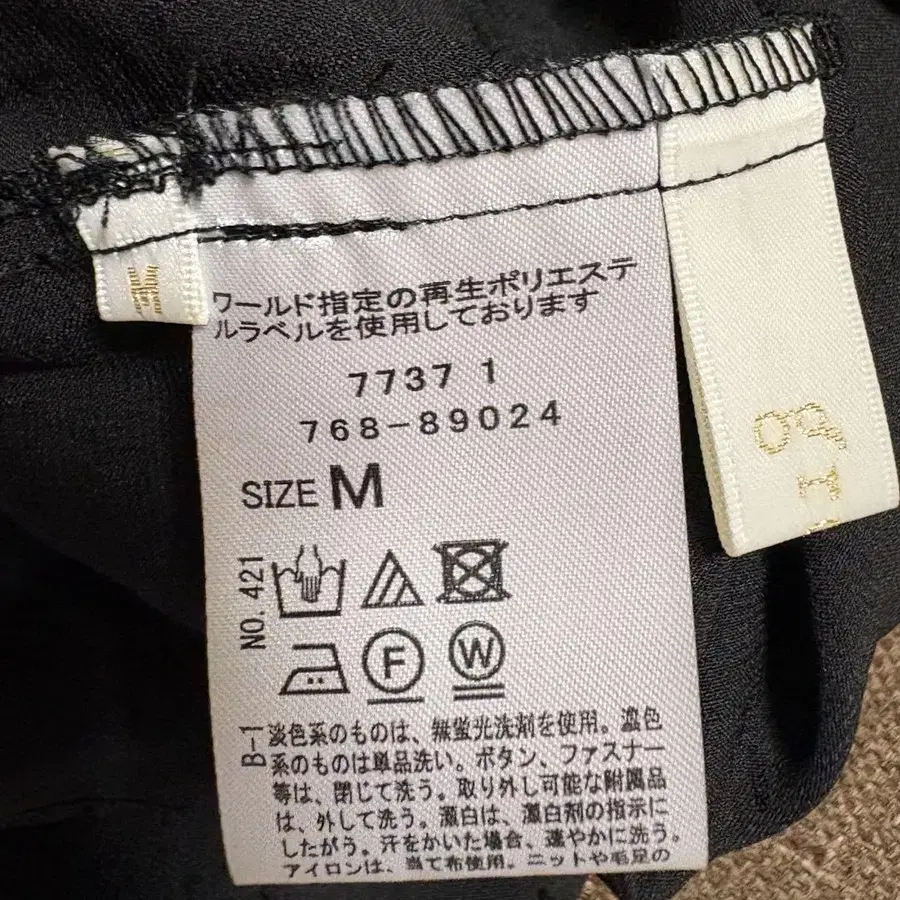 ワールド指定の再生ポリエステ
ルラベルを使用しております
7737 1
768-89024
SIZE M
NO. 421
F
W
B-1
淡色系のものは、無蛍光洗剤を使用。濃色
系のものは単品洗い。ボタン、ファスナー
等は、閉じて洗う。取り外し可能な附属品
は、外して洗う。漂白は、漂白剤の指示に
したがう。汗をかいた場合、速やかに洗う。
アイロンは、当て布使用。ニットや毛足の